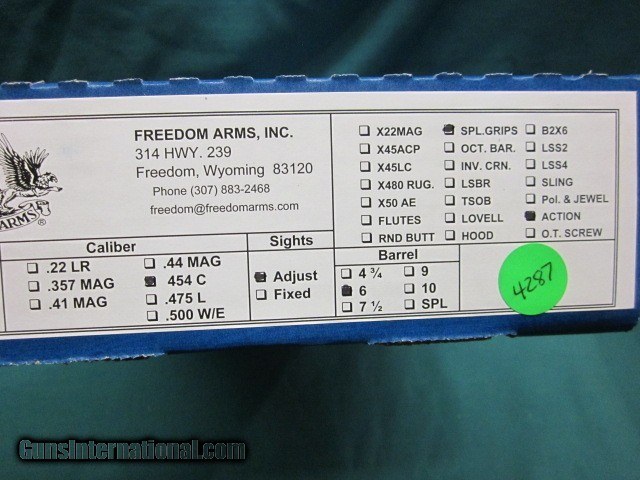 FREEDOM ARMS, INC.
314 HWY. 239
Freedom, Wyoming 83120
Phone (307) 883-2468
freedom@freedomarms.com
ARMS
X22MAG SPL.GRIPS B2X6
X45ACP OCT. BAR. LSS2
X45LC INV. CRN. LSS4
X480 RUG. LSBR SLING
X50 AE TSOB Pol. & JEWEL
FLUTES LOVELL ACTION
RND BUTT HOOD O.T. SCREW
Caliber
.22 LR .44 MAG
.357 MAG 454 C
.41 MAG .475 L
.500 W/E
Sights
Adjust
Fixed
Barrel
4 ¾ 9
6 10
7 ½ SPL
4287
GunsInternational.com